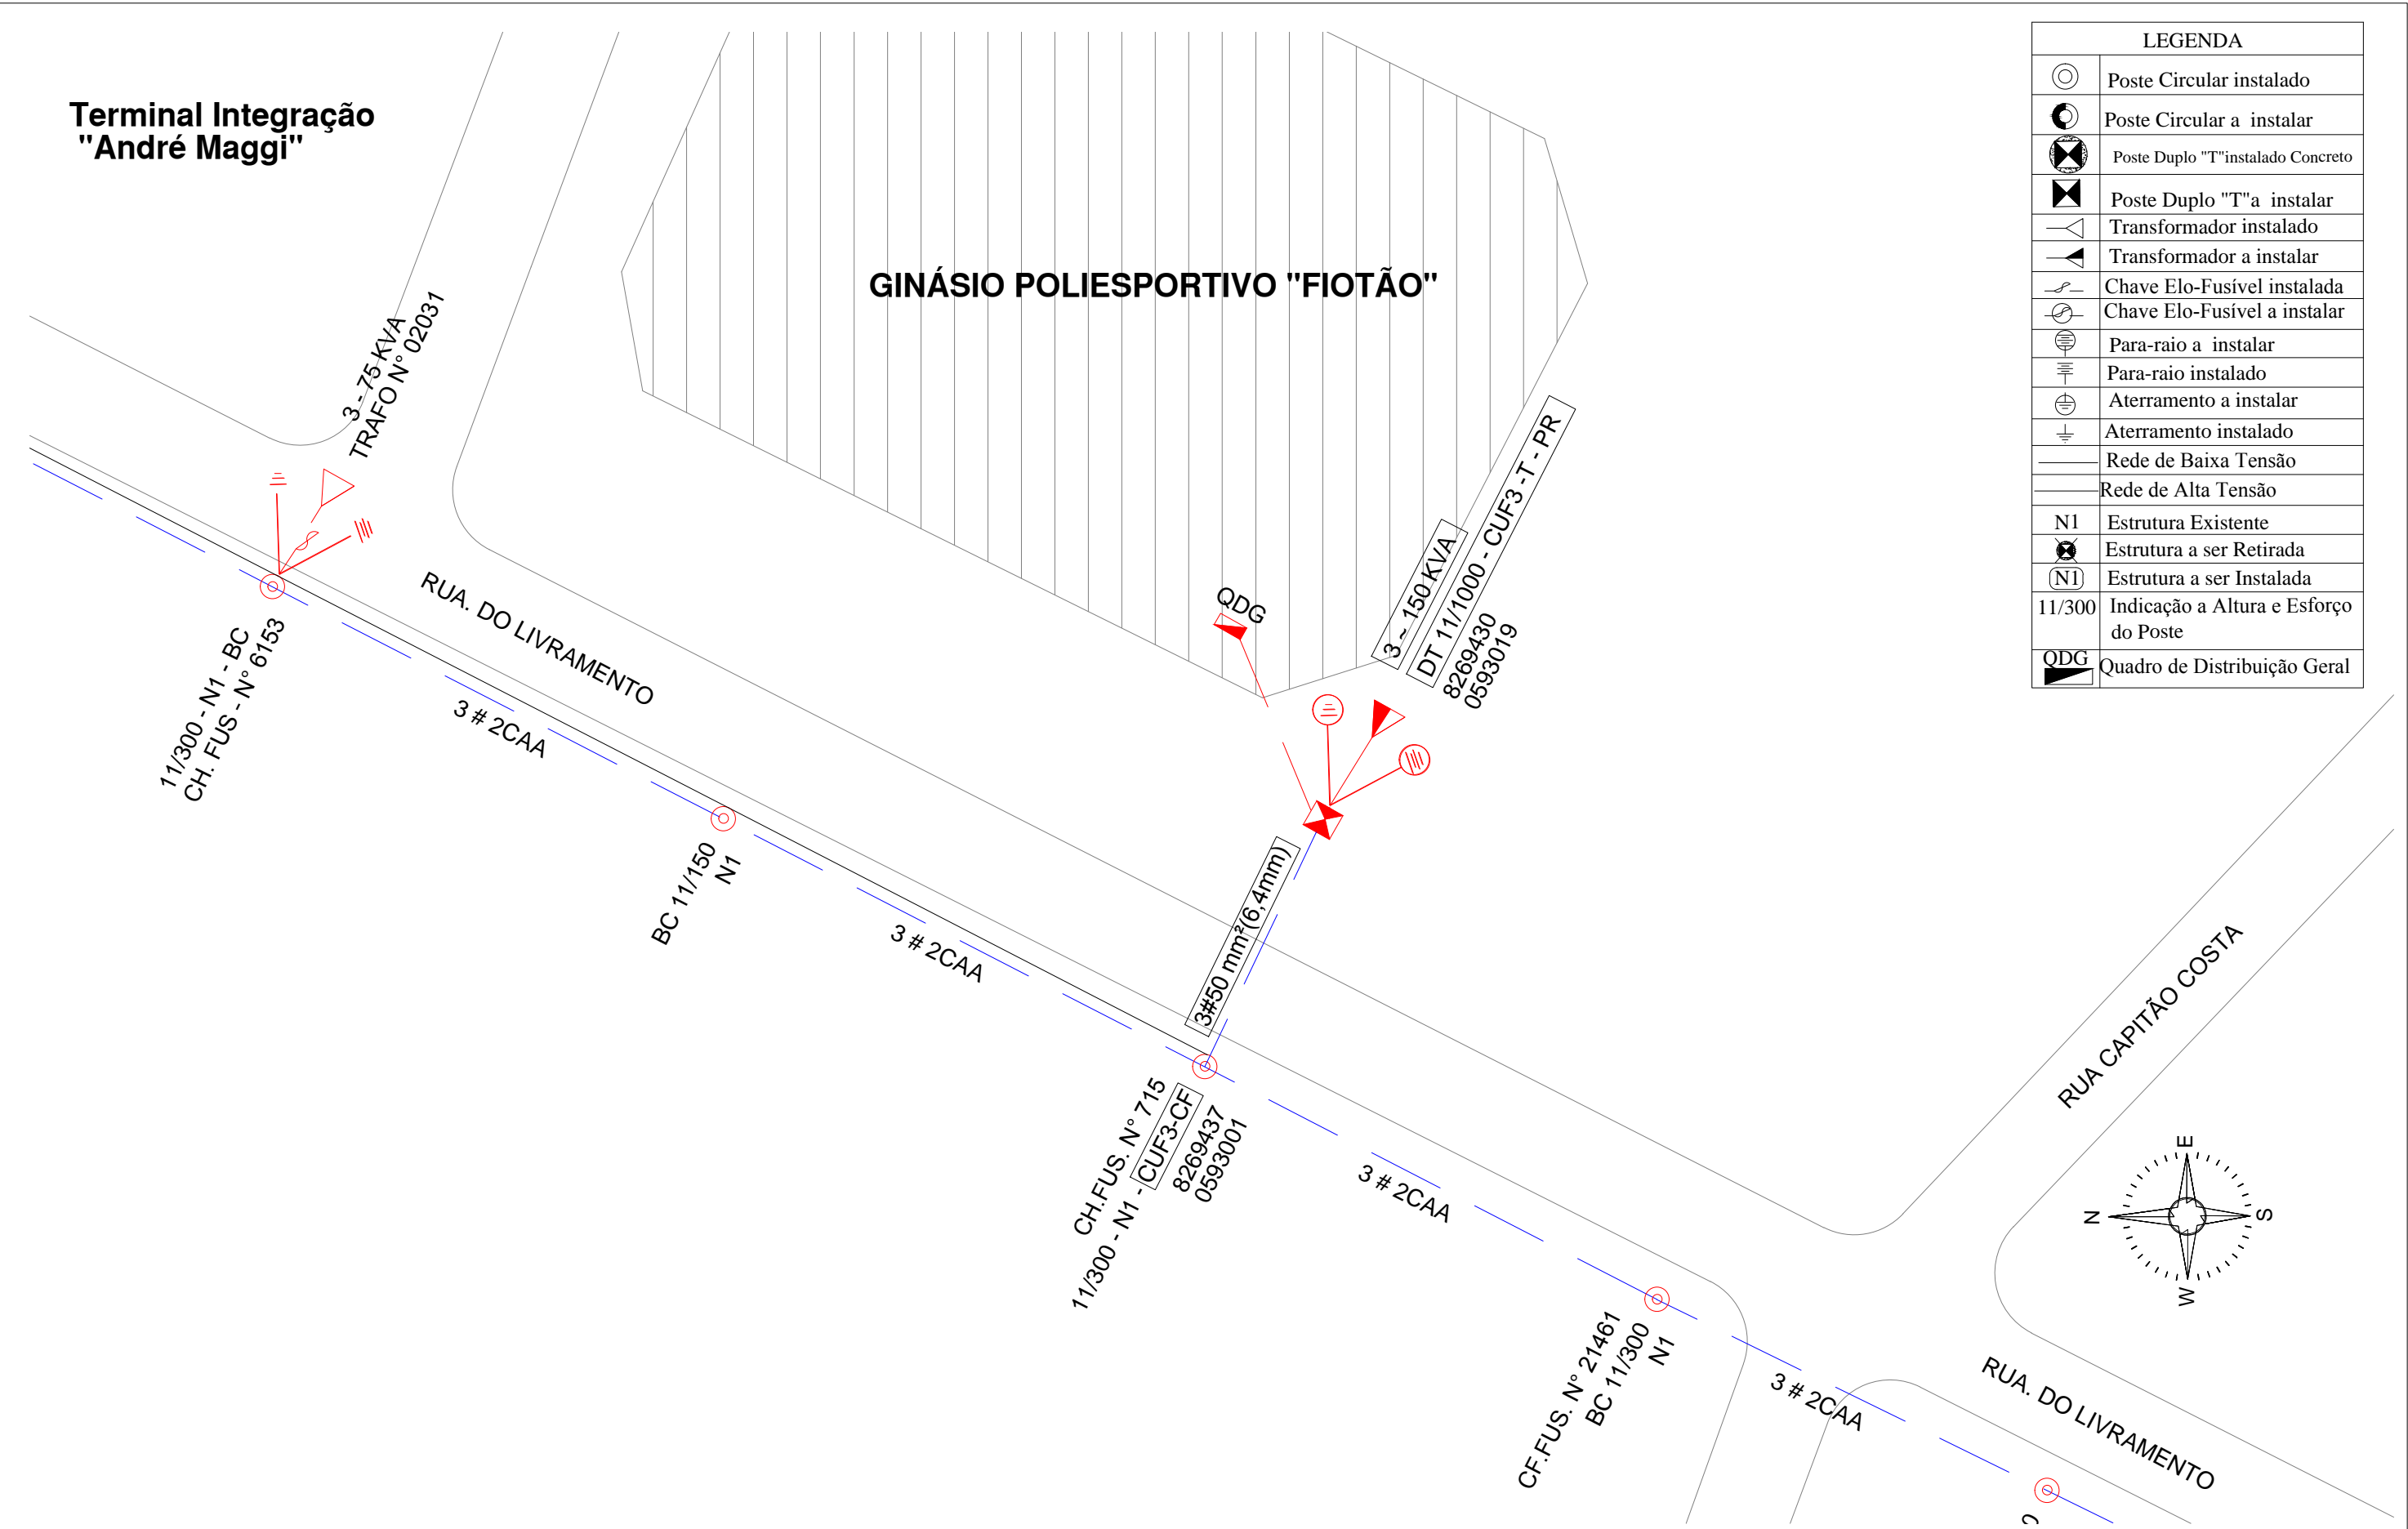 Terminal Integração
"André Maggi"
GINÁSIO POLIESPORTIVO "FIOTÃO"
3 - 75 KVA
TRAFO N° 02031
11/300 - N1 - BC
CH. FUS - N° 6153
RUA. DO LIVRAMENTO
3 # 2CAA
BC 11/150
N1
3 # 2CAA
QDG
3 ~ 150 KVA
DT 11/1000 - CUF3 -T - PR
8269430
0593019
3#50 mm²(6,4mm)
CH.FUS. N° 715
11/300 - N1 - CUF3-CF
8269437
0593001
3 # 2CAA
CF.FUS. N° 21461
BC 11/300
N1
3 # 2CAA
RUA CAPITÃO COSTA
RUA. DO LIVRAMENTO
N
E
S
W
LEGENDA
Poste Circular instalado
Poste Circular a instalar
Poste Duplo "T"instalado Concreto
Poste Duplo "T"a instalar
Transformador instalado
Transformador a instalar
Chave Elo-Fusível instalada
Chave Elo-Fusível a instalar
Para-raio a instalar
Para-raio instalado
Aterramento a instalar
Aterramento instalado
Rede de Baixa Tensão
Rede de Alta Tensão
N1 Estrutura Existente
Estrutura a ser Retirada
N1 Estrutura a ser Instalada
11/300 Indicação a Altura e Esforço
do Poste
QDG Quadro de Distribuição Geral